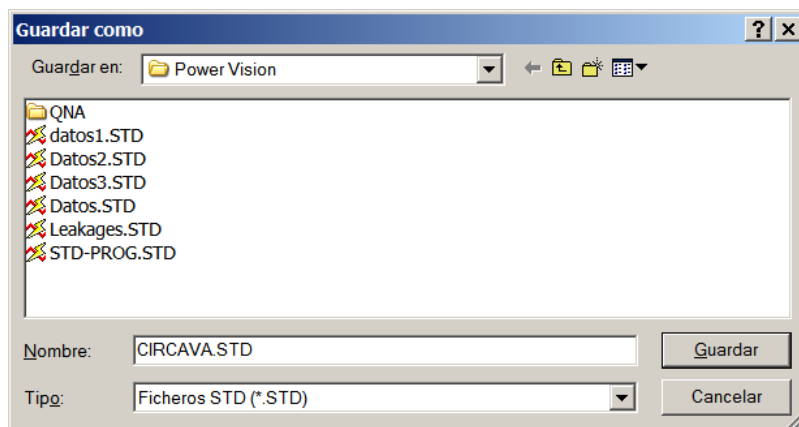 Guardar como
Guardar en: Power Vision
QNA
datos1.STD
Datos2.STD
Datos3.STD
Datos.STD
Leakages.STD
STD-PROG.STD
Nombre: CIRCAVA.STD Guardar
Tipo: Ficheros STD (*.STD) Cancelar